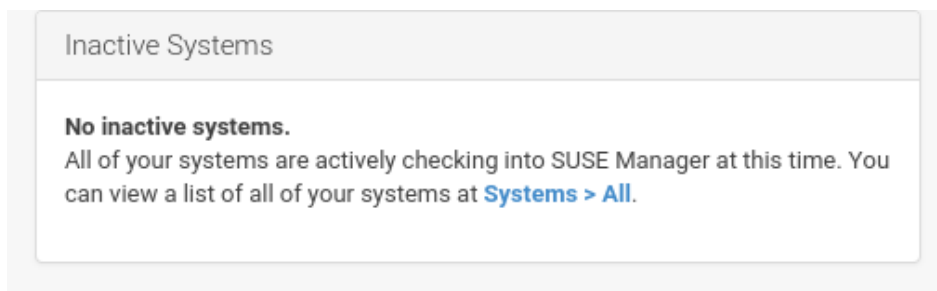 Inactive Systems
No inactive systems.
All of your systems are actively checking into SUSE Manager at this time. You
can view a list of all of your systems at Systems > All.